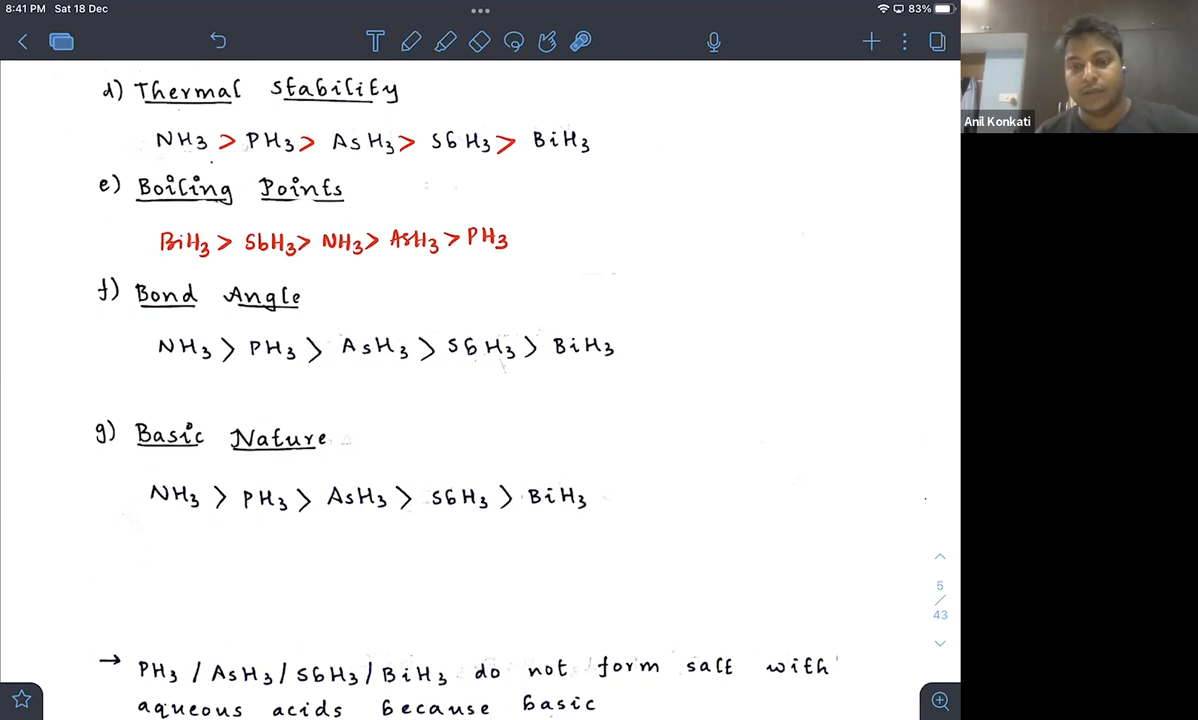 8:41 PM Sat 18 Dec
83%
d) Thermal Stability
NH3 > PH3 > AsH3 > SbH3 > BiH3
e) Boiling Points
BiH3 > SbH3 > NH3 > AsH3 > PH3
f) Bond Angle
NH3 > PH3 > AsH3 > SbH3 > BiH3
g) Basic Nature
NH3 > PH3 > AsH3 > SbH3 > BiH3
→ PH3 / AsH3 / SbH3 / BiH3 do not form salt with
aqueous acids because basic
Anil Konkati
5
/
43